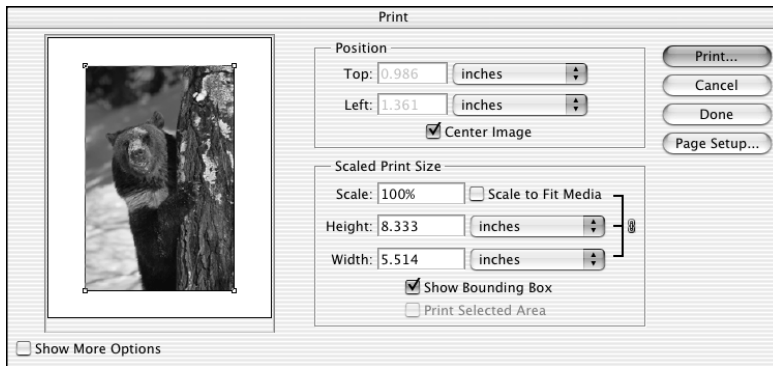 Print
Position
Top: 0.986 inches
Left: 1.361 inches
Center Image
Scaled Print Size
Scale: 100% Scale to Fit Media
Height: 8.333 inches
Width: 5.514 inches
Show Bounding Box
Print Selected Area
Show More Options
Print...
Cancel
Done
Page Setup...